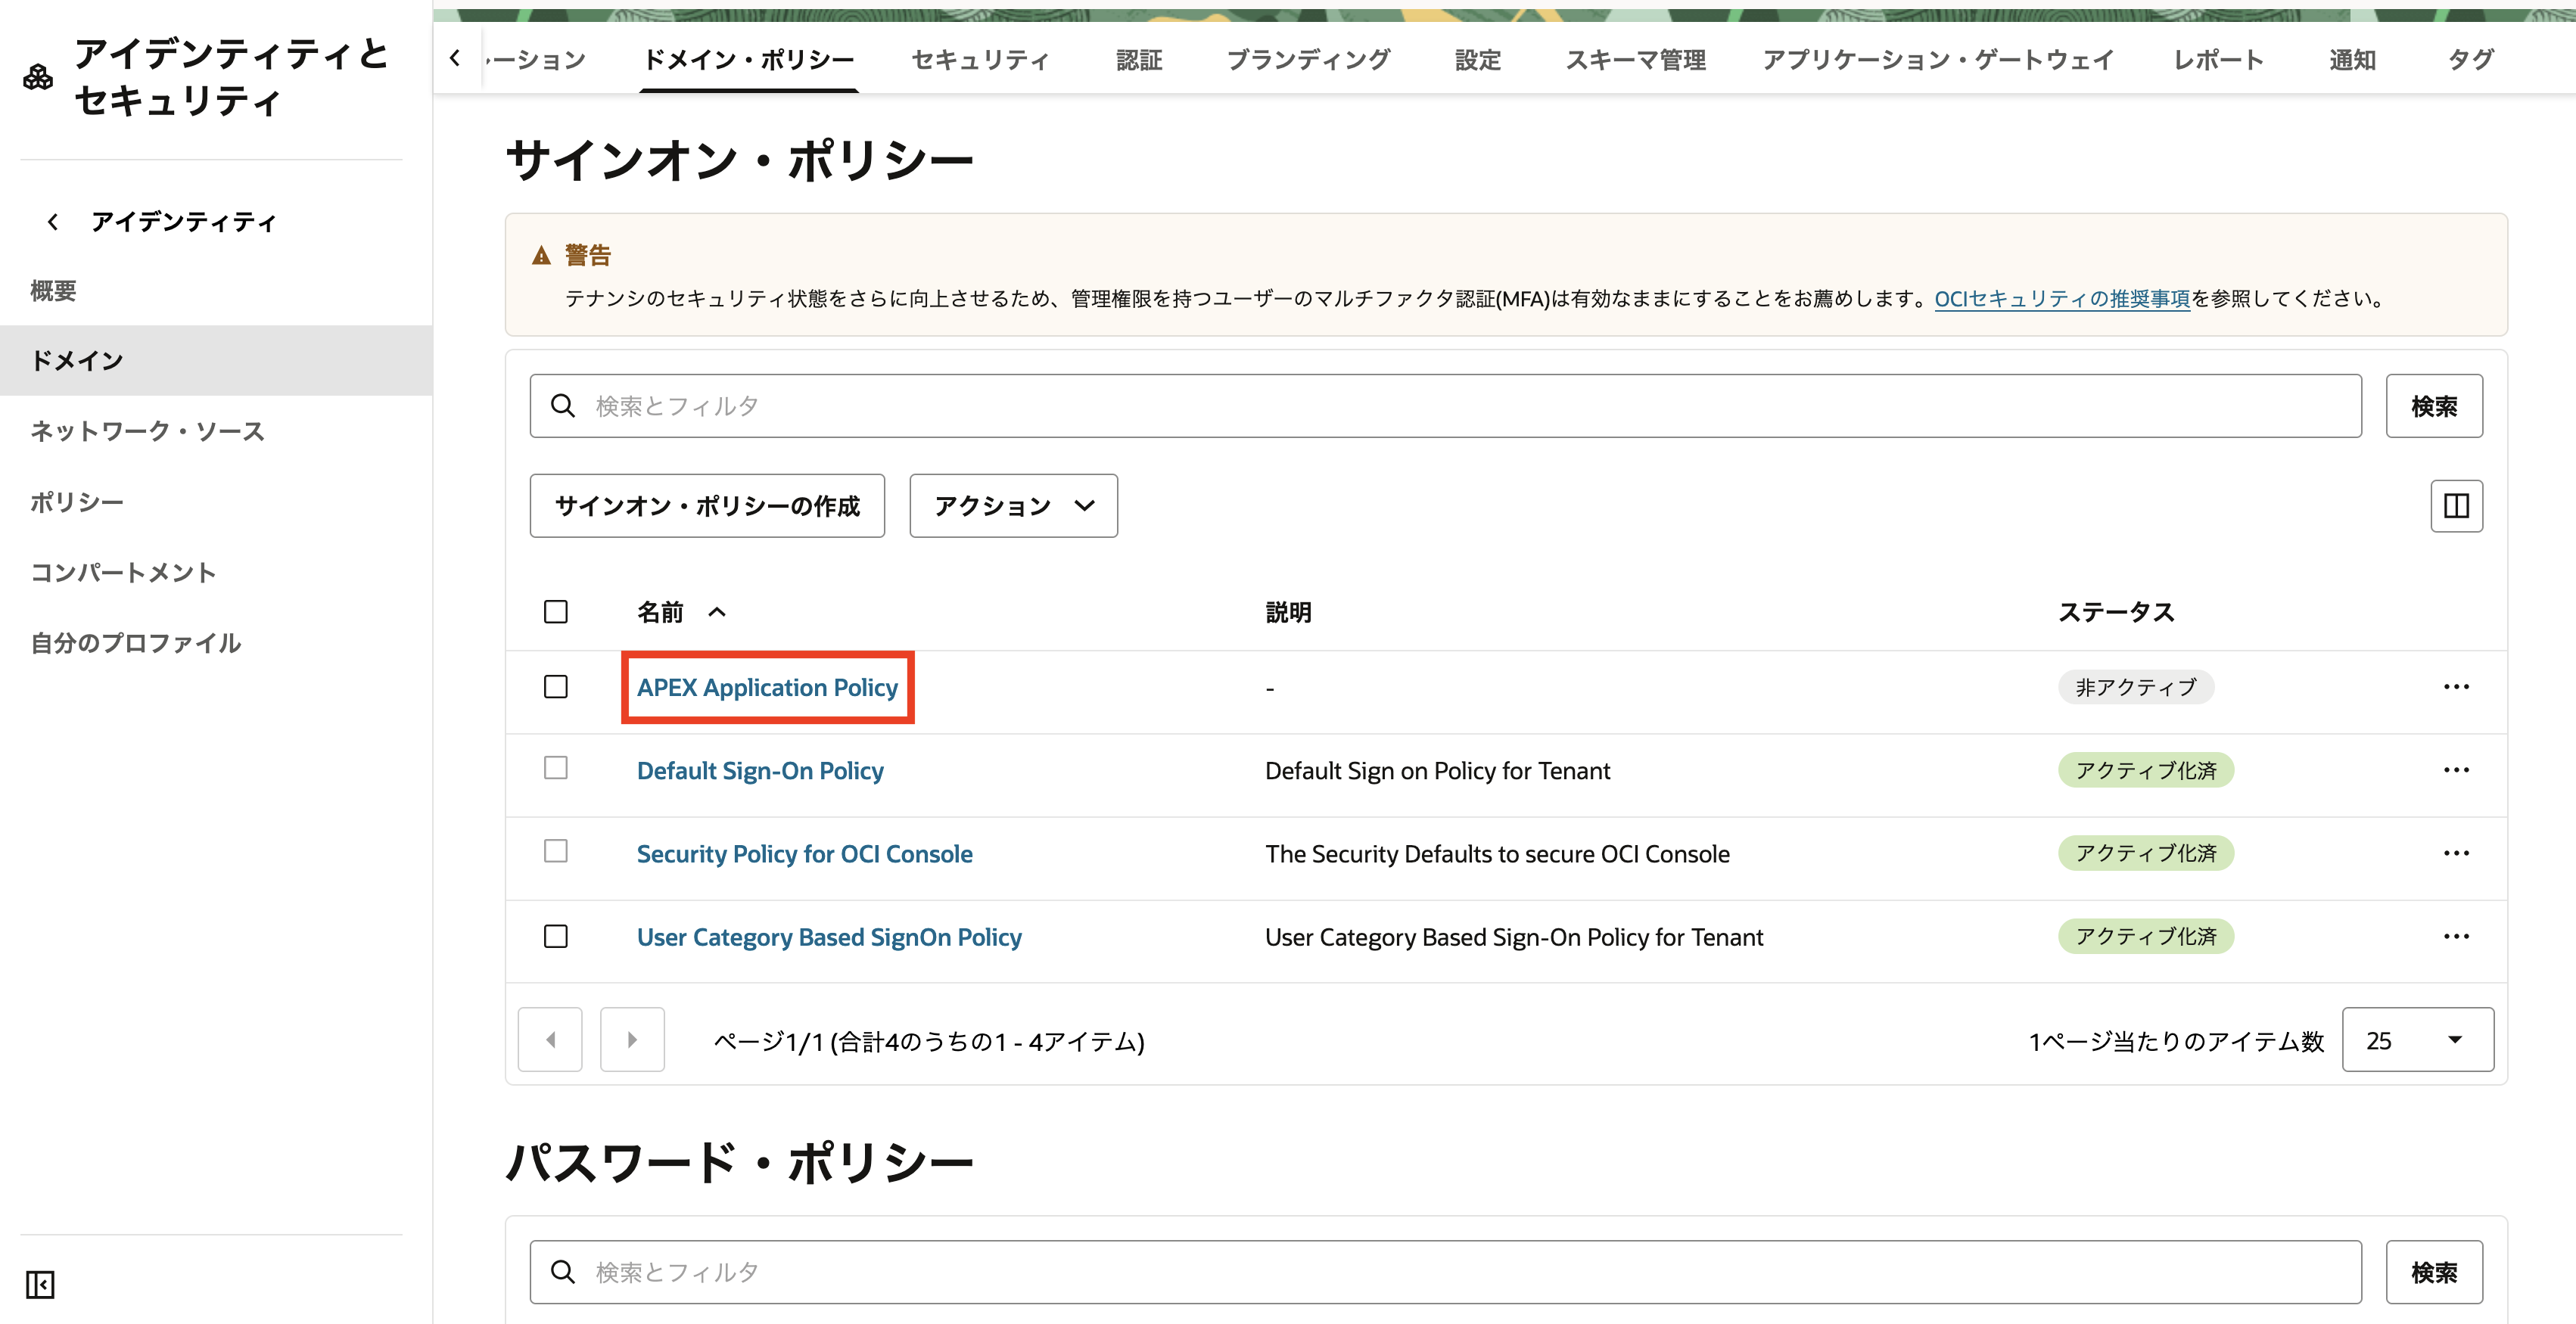 アイデンティティと
セキュリティ
アイデンティティ
概要
ドメイン
ネットワーク・ソース
ポリシー
コンパートメント
自分のプロファイル
ーション ドメイン・ポリシー セキュリティ 認証 ブランディング 設定 スキーマ管理 アプリケーション・ゲートウェイ レポート 通知 タグ
サインオン・ポリシー
警告
テナンシのセキュリティ状態をさらに向上させるため、管理権限を持つユーザーのマルチファクタ認証(MFA)は有効なままにすることをお薦めします。OCIセキュリティの推奨事項を参照してください。
検索とフィルタ 検索
サインオン・ポリシーの作成 アクション
名前 説明 ステータス
APEX Application Policy - 非アクティブ
Default Sign-On Policy Default Sign on Policy for Tenant アクティブ化済
Security Policy for OCI Console The Security Defaults to secure OCI Console アクティブ化済
User Category Based SignOn Policy User Category Based Sign-On Policy for Tenant アクティブ化済
ページ1/1 (合計4のうちの1 - 4アイテム) 1ページ当たりのアイテム数 25
パスワード・ポリシー
検索とフィルタ 検索